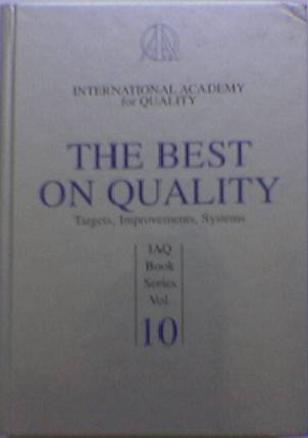 INTERNATIONAL ACADEMY
for QUALITY
THE BEST
ON QUALITY
Targets, Improvements, Systems
IAQ
Book
Series
Vol.
10